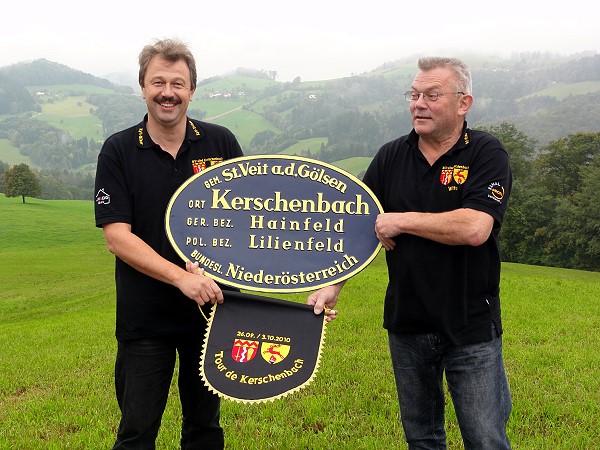 GEM. St.Veit a.d.Gölsen
ORT Kerschenbach
GER. BEZ. Hainfeld
POL. BEZ. Lilienfeld
BUNDESL. Niederösterreich
26.09. / 3.10.2010
Tour de Kerschenbach